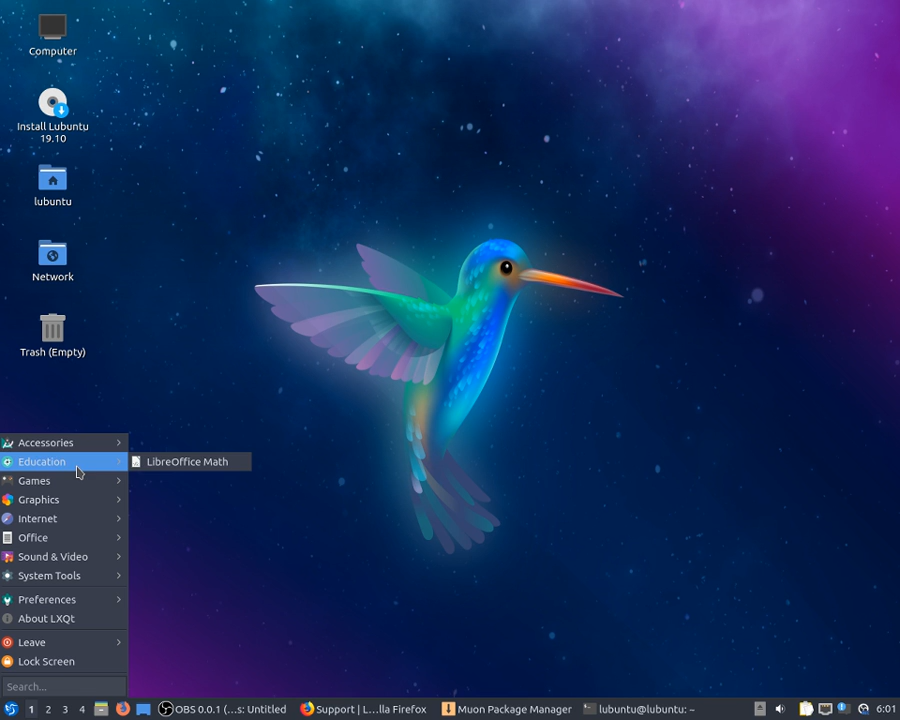 Computer
Install Lubuntu
19.10
lubuntu
Network
Trash (Empty)
Accessories
Education
LibreOffice Math
Games
Graphics
Internet
Office
Sound & Video
System Tools
Preferences
About LXQt
Leave
Lock Screen
Search...
1 2 3 4 OBS 0.0.1 (...s: Untitled Support | L...lla Firefox Muon Package Manager lubuntu@lubuntu: ~ 6:01